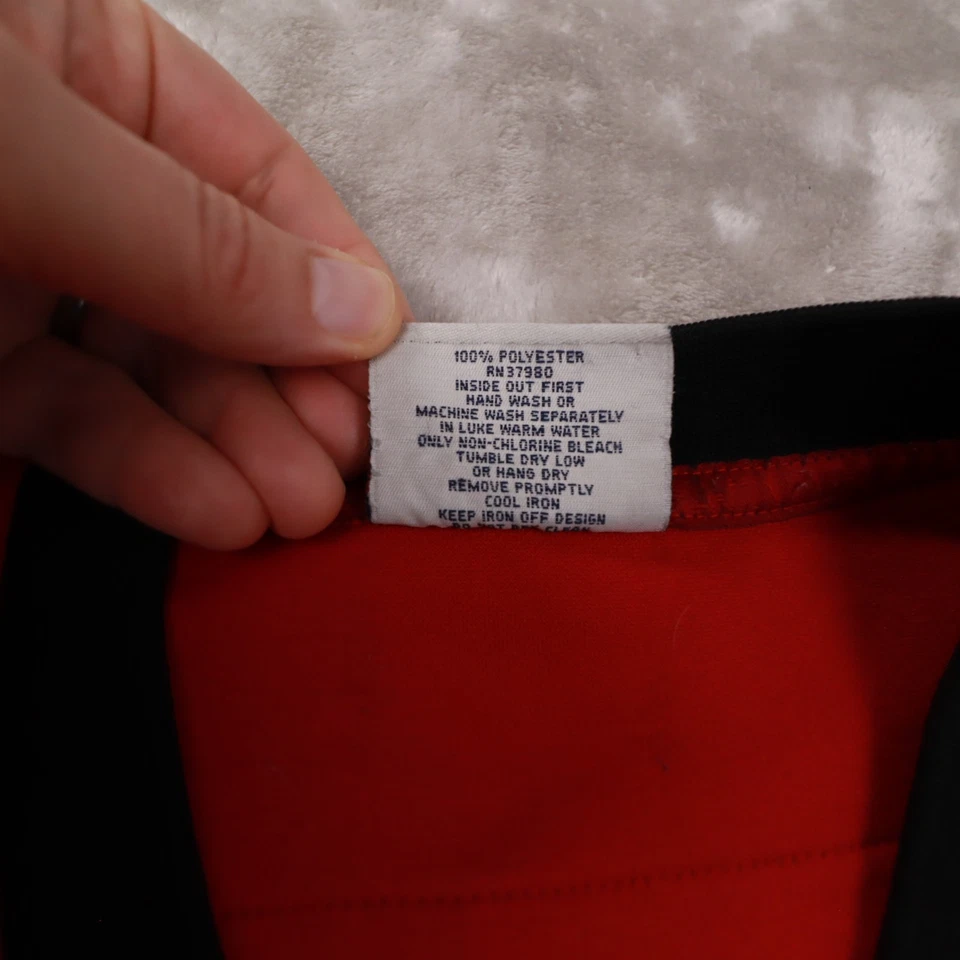 100% POLYESTER
RN37980
INSIDE OUT FIRST
HAND WASH OR
MACHINE WASH SEPARATELY
IN LUKE WARM WATER
ONLY NON-CHLORINE BLEACH
TUMBLE DRY LOW
OR HANG DRY
REMOVE PROMPTLY
COOL IRON
KEEP IRON OFF DESIGN